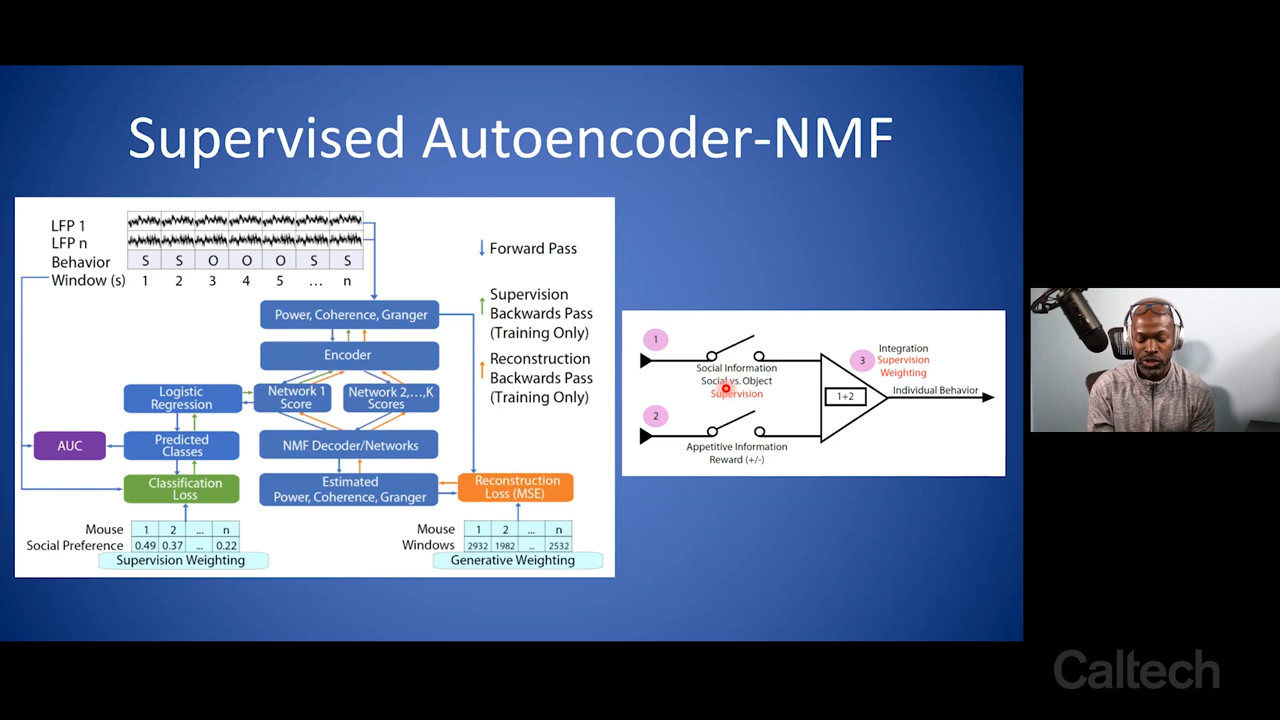 Supervised Autoencoder-NMF
LFP 1
LFP n
Behavior S S O O O S S
Window (s) 1 2 3 4 5 ... n
Forward Pass
Supervision
Backwards Pass
(Training Only)
Reconstruction
Backwards Pass
(Training Only)
Power, Coherence, Granger
Encoder
Logistic
Regression
Network 1
Score
Network 2,...,K
Scores
AUC
Predicted
Classes
NMF Decoder/Networks
Classification
Loss
Estimated
Power, Coherence, Granger
Reconstruction
Loss (MSE)
Mouse 1 2 ... n
Social Preference 0.49 0.37 ... 0.22
Supervision Weighting
Mouse 1 2 ... n
Windows 2932 1982 ... 2532
Generative Weighting
1
Social Information
Social vs. Object
Supervision
2
Appetitive Information
Reward (+/-)
1+2
3
Integration
Supervision
Weighting
Individual Behavior
Caltech